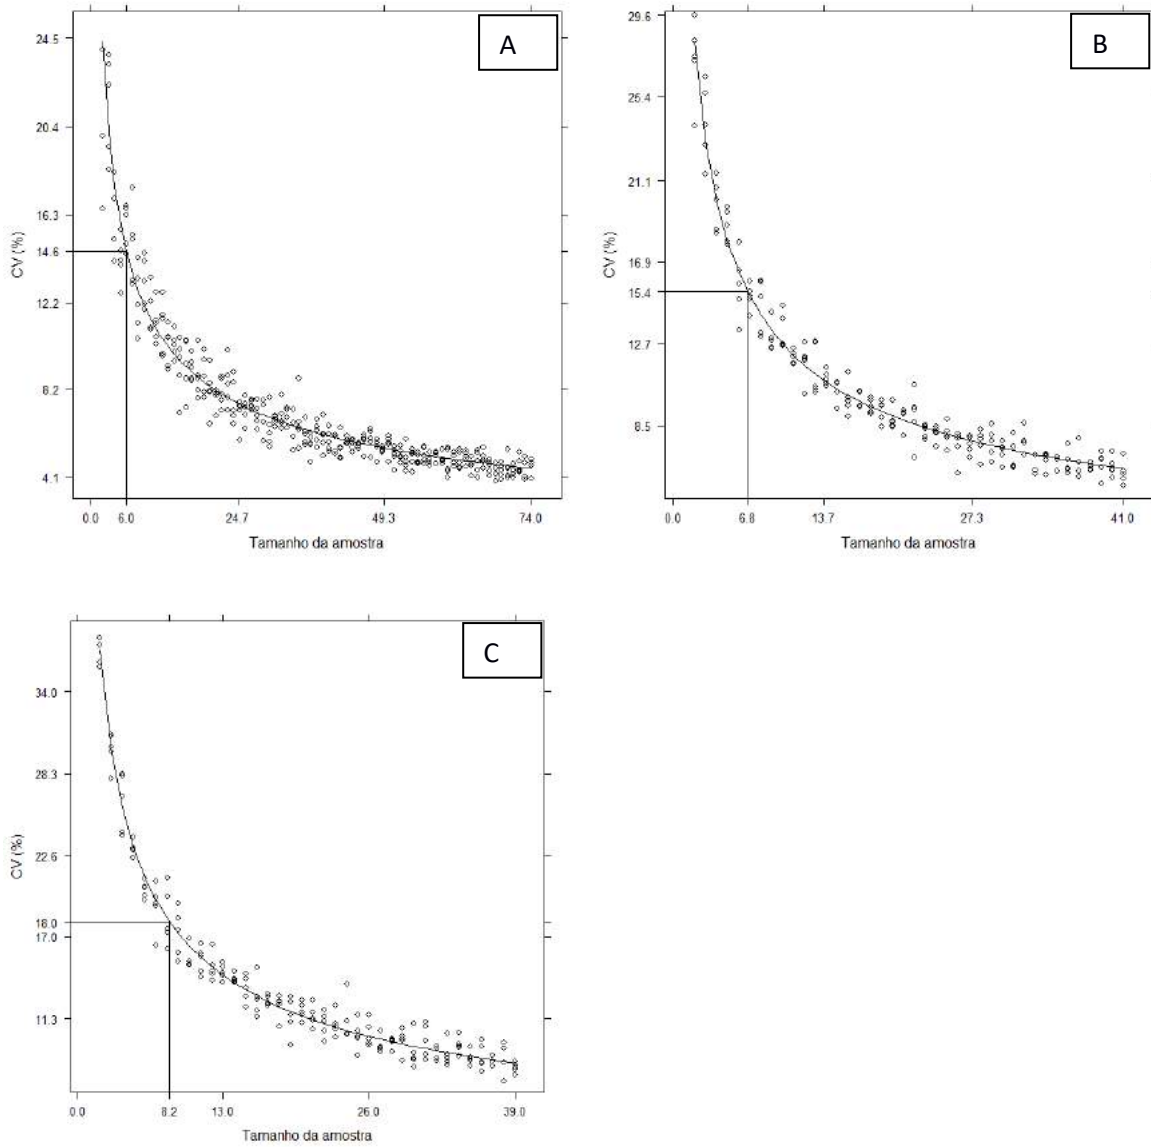 A
24.5
20.4
16.3
14.6
12.2
8.2
4.1
CV (%)
0.0 6.0 24.7 49.3 74.0
Tamanho da amostra
B
29.6
25.4
21.1
16.9
15.4
12.7
8.5
CV (%)
0.0 6.8 13.7 27.3 41.0
Tamanho da amostra
C
34.0
28.3
22.6
18.0
17.0
11.3
CV (%)
0.0 8.2 13.0 26.0 39.0
Tamanho da amostra